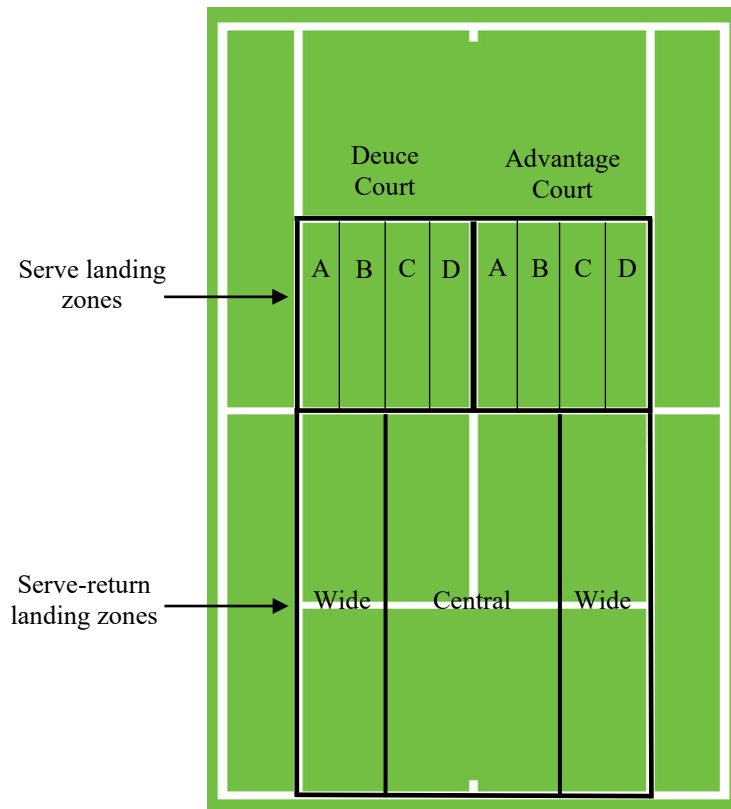 Deuce
Court
Advantage
Court
Serve landing
zones
A B C D A B C D
Serve-return
landing zones
Wide Central Wide